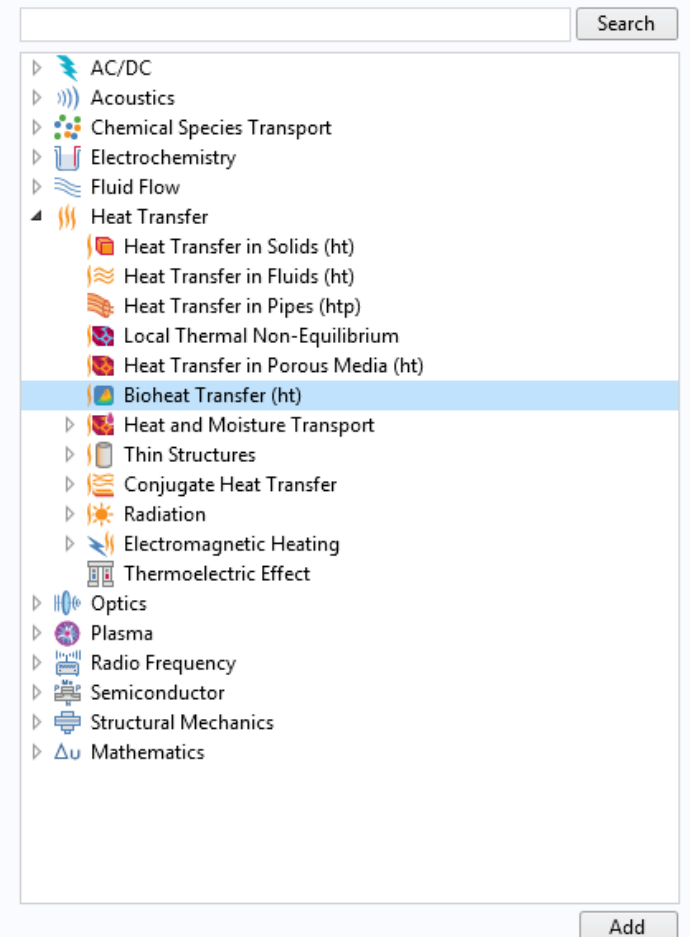 Search
AC/DC
Acoustics
Chemical Species Transport
Electrochemistry
Fluid Flow
Heat Transfer
Heat Transfer in Solids (ht)
Heat Transfer in Fluids (ht)
Heat Transfer in Pipes (htp)
Local Thermal Non-Equilibrium
Heat Transfer in Porous Media (ht)
Bioheat Transfer (ht)
Heat and Moisture Transport
Thin Structures
Conjugate Heat Transfer
Radiation
Electromagnetic Heating
Thermoelectric Effect
Optics
Plasma
Radio Frequency
Semiconductor
Structural Mechanics
Δu Mathematics
Add